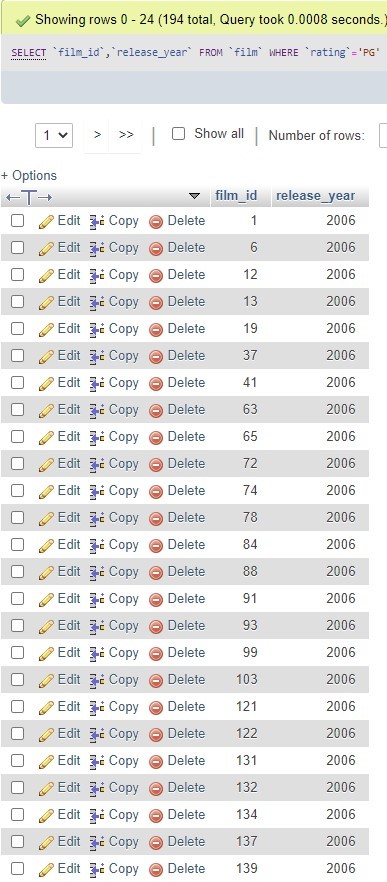 Showing rows 0 - 24 (194 total, Query took 0.0008 seconds.)
SELECT `film_id`,`release_year` FROM `film` WHERE `rating`='PG'
1 > >> | Show all | Number of rows:
+ Options
←T→ film_id release_year
Edit Copy Delete 1 2006
Edit Copy Delete 6 2006
Edit Copy Delete 12 2006
Edit Copy Delete 13 2006
Edit Copy Delete 19 2006
Edit Copy Delete 37 2006
Edit Copy Delete 41 2006
Edit Copy Delete 63 2006
Edit Copy Delete 65 2006
Edit Copy Delete 72 2006
Edit Copy Delete 74 2006
Edit Copy Delete 78 2006
Edit Copy Delete 84 2006
Edit Copy Delete 88 2006
Edit Copy Delete 91 2006
Edit Copy Delete 93 2006
Edit Copy Delete 99 2006
Edit Copy Delete 103 2006
Edit Copy Delete 121 2006
Edit Copy Delete 122 2006
Edit Copy Delete 131 2006
Edit Copy Delete 132 2006
Edit Copy Delete 134 2006
Edit Copy Delete 137 2006
Edit Copy Delete 139 2006